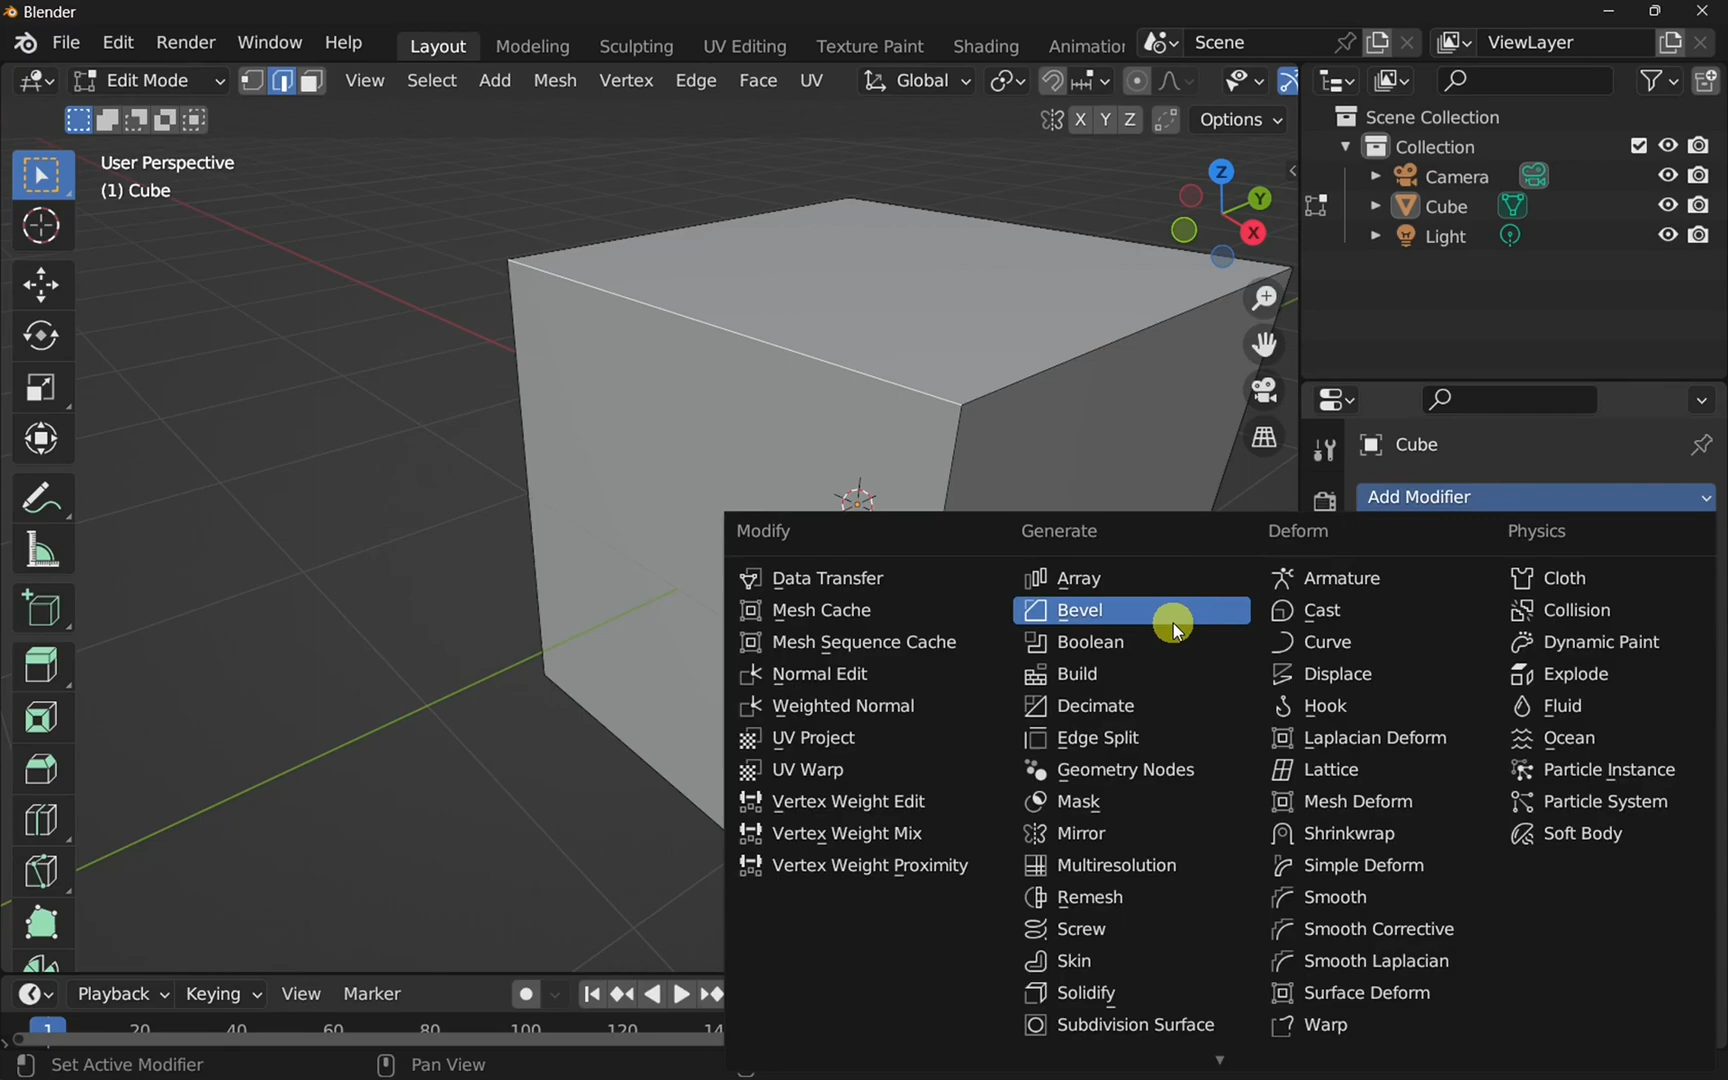 Blender
File Edit Render Window Help Layout Modeling Sculpting UV Editing Texture Paint Shading Animation Scene ViewLayer
Edit Mode View Select Add Mesh Vertex Edge Face UV Global
X Y Z Options
User Perspective
(1) Cube
Z
Y
X
Scene Collection
Collection
Camera
Cube
Light
Cube
Add Modifier
Modify
Data Transfer
Mesh Cache
Mesh Sequence Cache
Normal Edit
Weighted Normal
UV Project
UV Warp
Vertex Weight Edit
Vertex Weight Mix
Vertex Weight Proximity
Generate
Array
Bevel
Boolean
Build
Decimate
Edge Split
Geometry Nodes
Mask
Mirror
Multiresolution
Remesh
Screw
Skin
Solidify
Subdivision Surface
Deform
Armature
Cast
Curve
Displace
Hook
Laplacian Deform
Lattice
Mesh Deform
Shrinkwrap
Simple Deform
Smooth
Smooth Corrective
Smooth Laplacian
Surface Deform
Warp
Physics
Cloth
Collision
Dynamic Paint
Explode
Fluid
Ocean
Particle Instance
Particle System
Soft Body
Playback Keying View Marker
1 20 40 60 80 100 120 14
Set Active Modifier Pan View